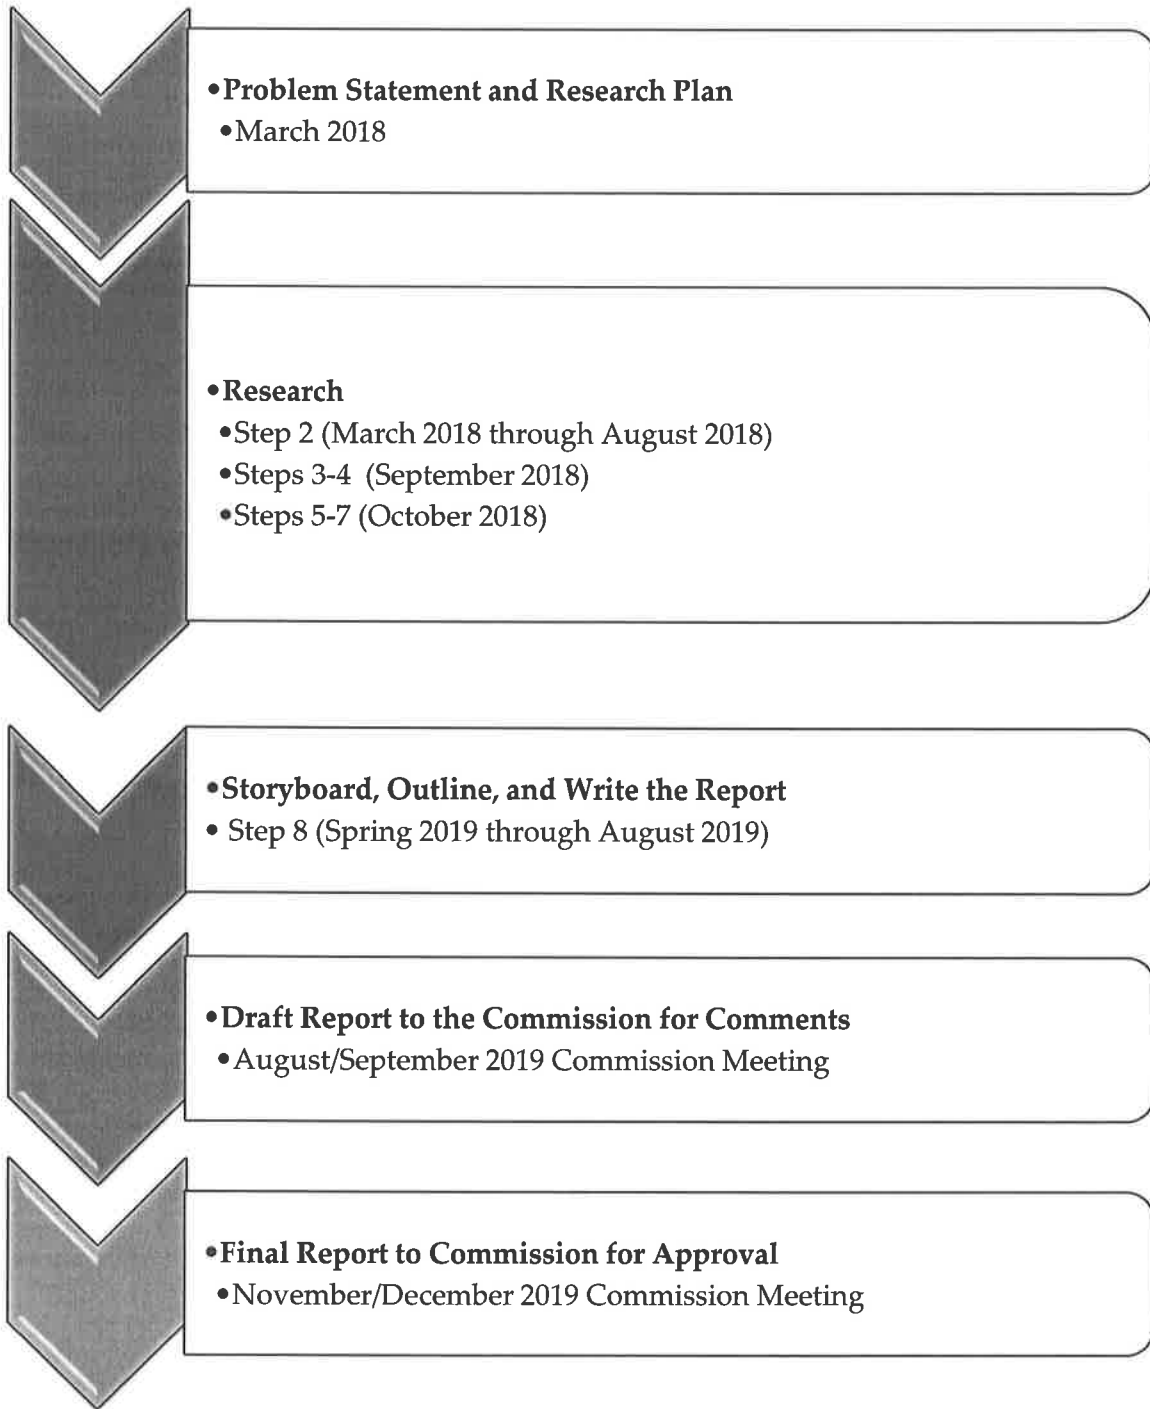 •Problem Statement and Research Plan
•March 2018
•Research
•Step 2 (March 2018 through August 2018)
•Steps 3-4 (September 2018)
•Steps 5-7 (October 2018)
•Storyboard, Outline, and Write the Report
• Step 8 (Spring 2019 through August 2019)
•Draft Report to the Commission for Comments
•August/September 2019 Commission Meeting
•Final Report to Commission for Approval
•November/December 2019 Commission Meeting